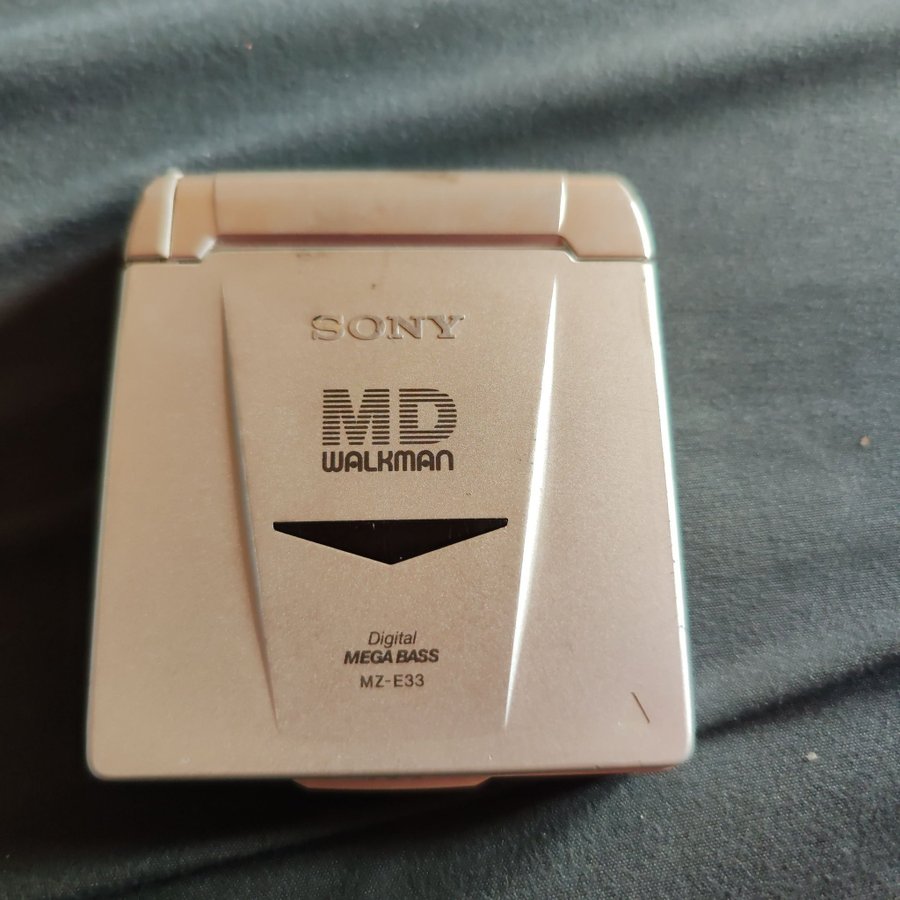 SONY
MD
WALKMAN
Digital
MEGA BASS
MZ-E33